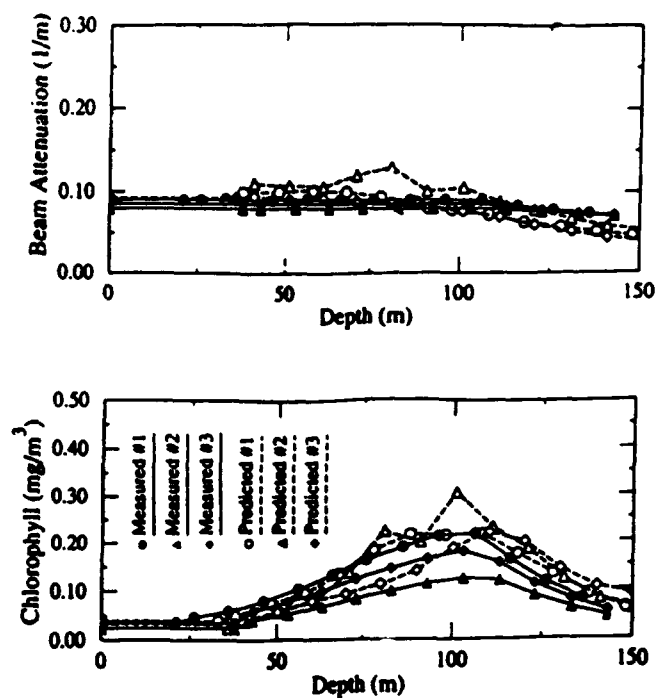 Beam Attenuation (1/m)
0.30
0.20
0.10
0.00
0
50
100
150
Depth (m)
Chlorophyll (mg/m³)
0.50
0.40
0.30
0.20
0.10
0.00
Measured #1
Measured #2
Measured #3
Predicted #1
Predicted #2
Predicted #3
0
50
100
150
Depth (m)